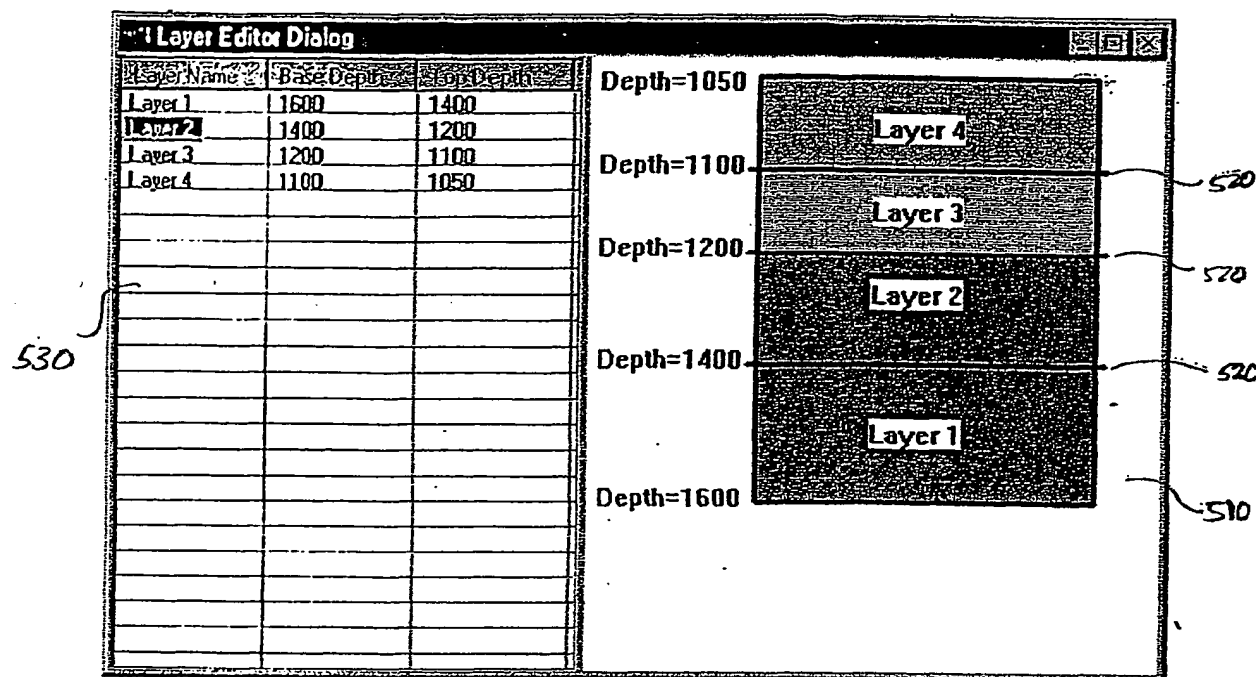 Layer Editor Dialog
Layer Name Base Depth Top Depth
Layer 1 1600 1400
Layer 2 1400 1200
Layer 3 1200 1100
Layer 4 1100 1050
Depth=1050
Layer 4
Depth=1100
520
Layer 3
Depth=1200
520
Layer 2
530
Depth=1400
520
Layer 1
Depth=1600
510